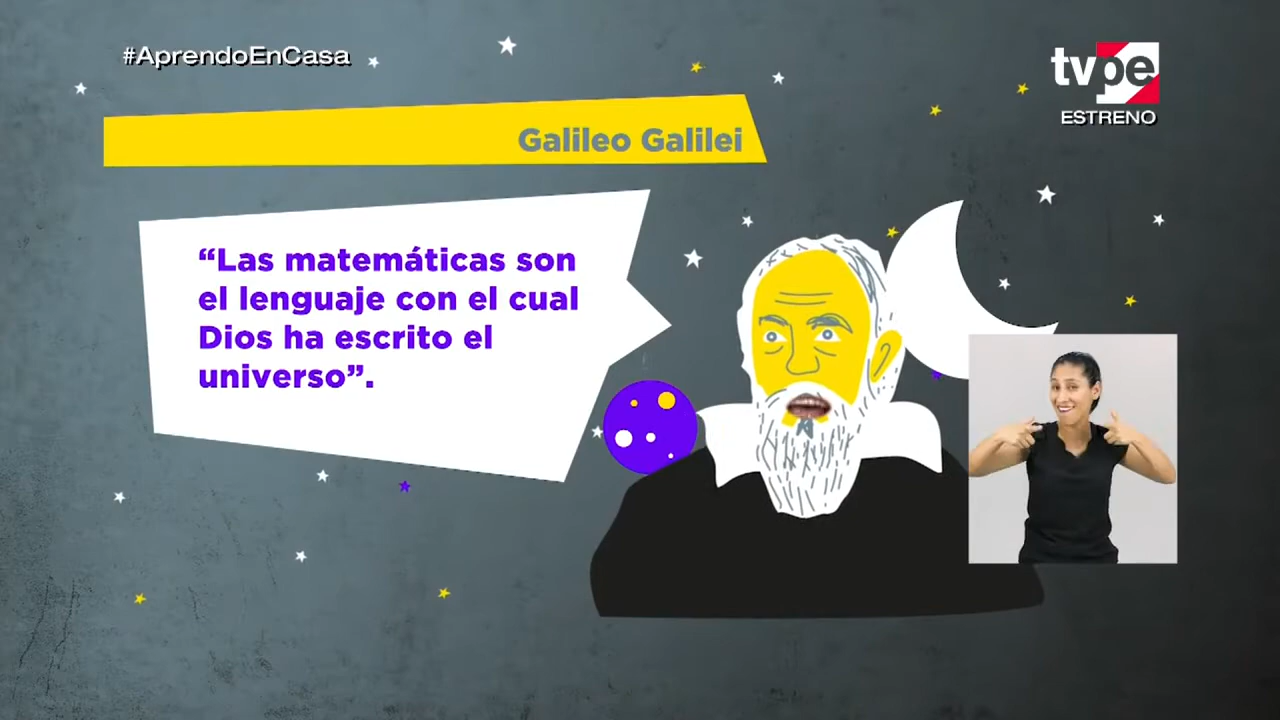 #AprendoEnCasa
tvpe
ESTRENO
Galileo Galilei
“Las matemáticas son
el lenguaje con el cual
Dios ha escrito el
universo”.